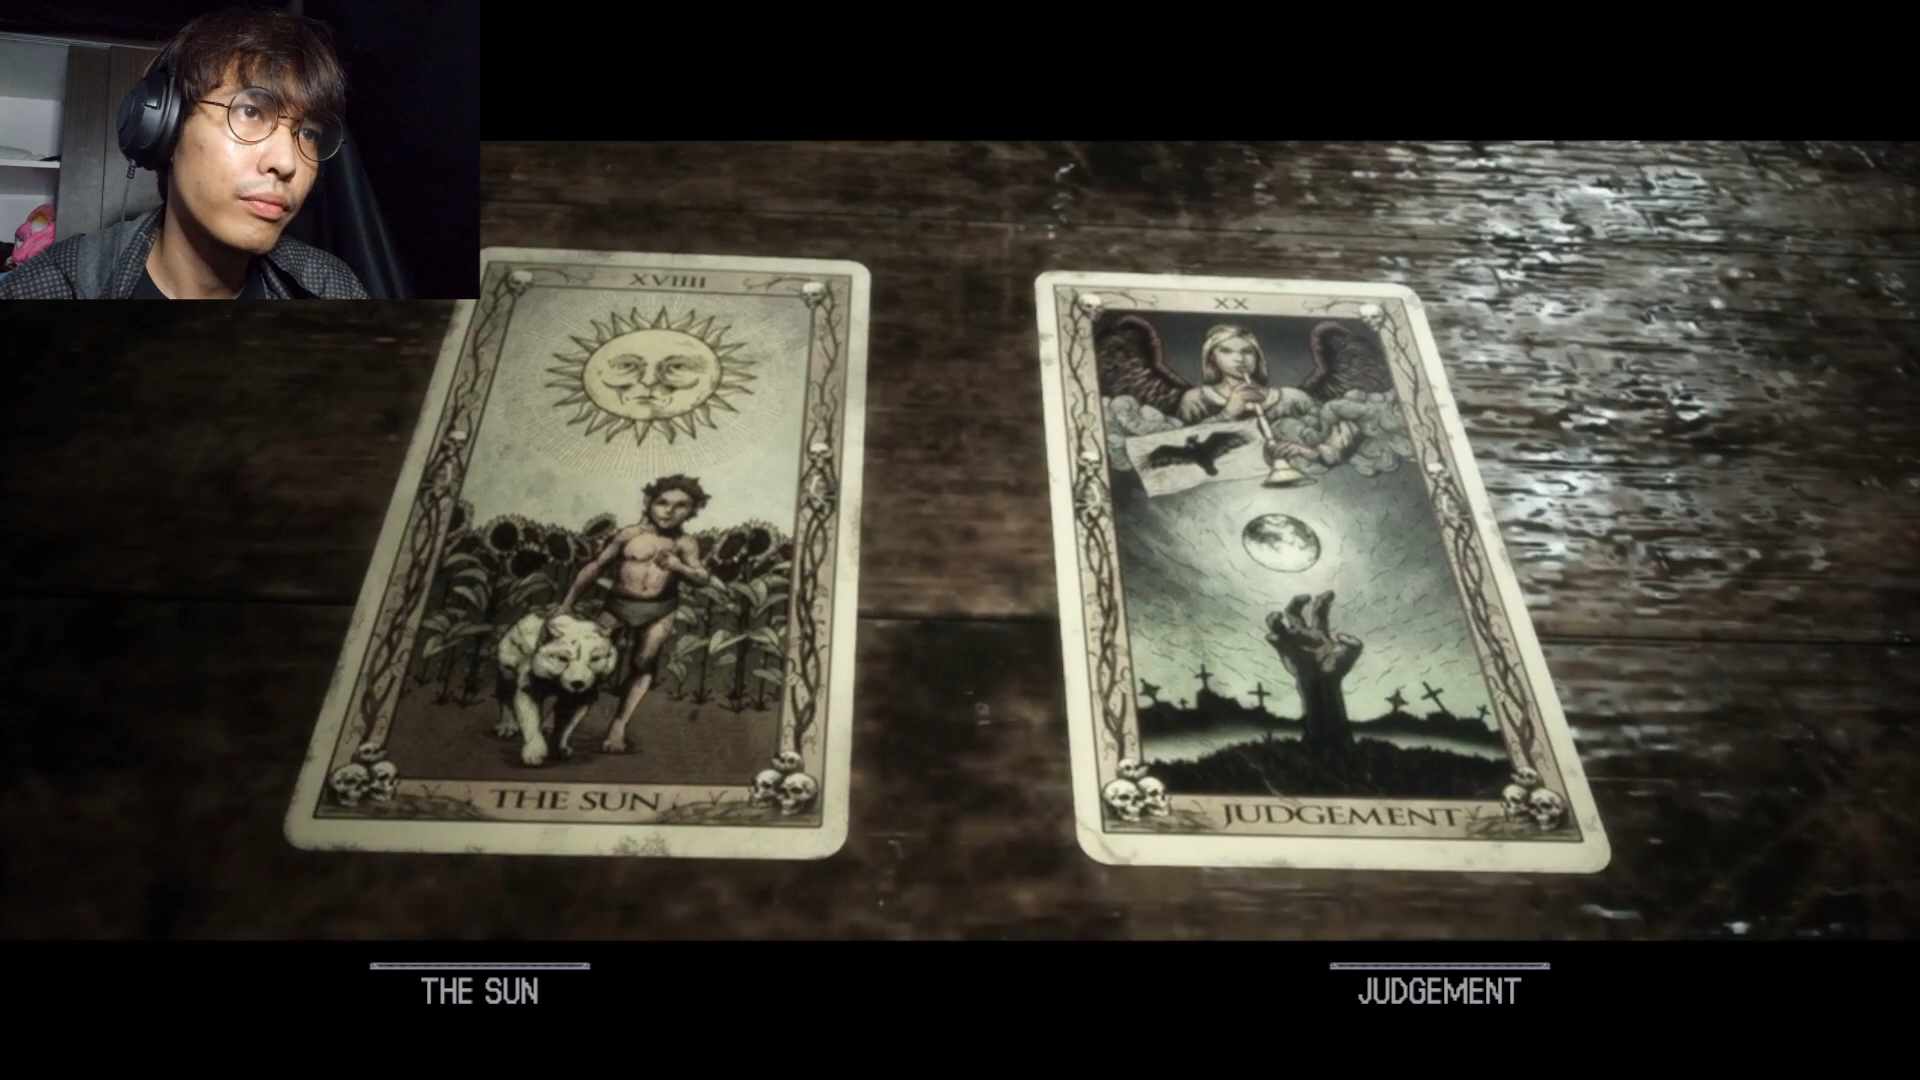 XVIIII
THE SUN
XX
JUDGEMENT
THE SUN
JUDGEMENT